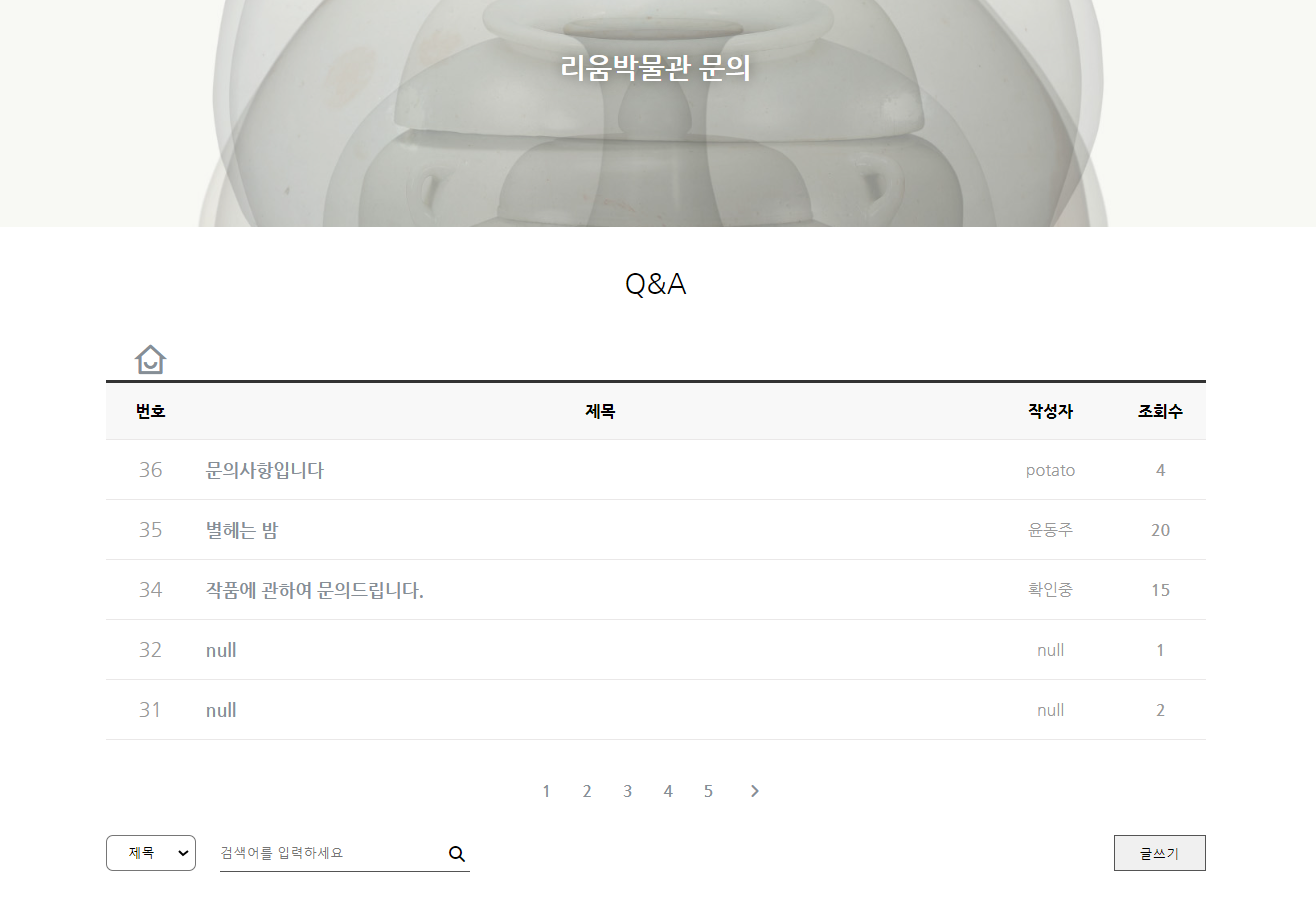 리움박물관 문의
Q&A
번호 제목 작성자 조회수
36 문의사항입니다 potato 4
35 별헤는 밤 윤동주 20
34 작품에 관하여 문의드립니다. 확인중 15
32 null null 1
31 null null 2
1 2 3 4 5
제목 검색어를 입력하세요 글쓰기